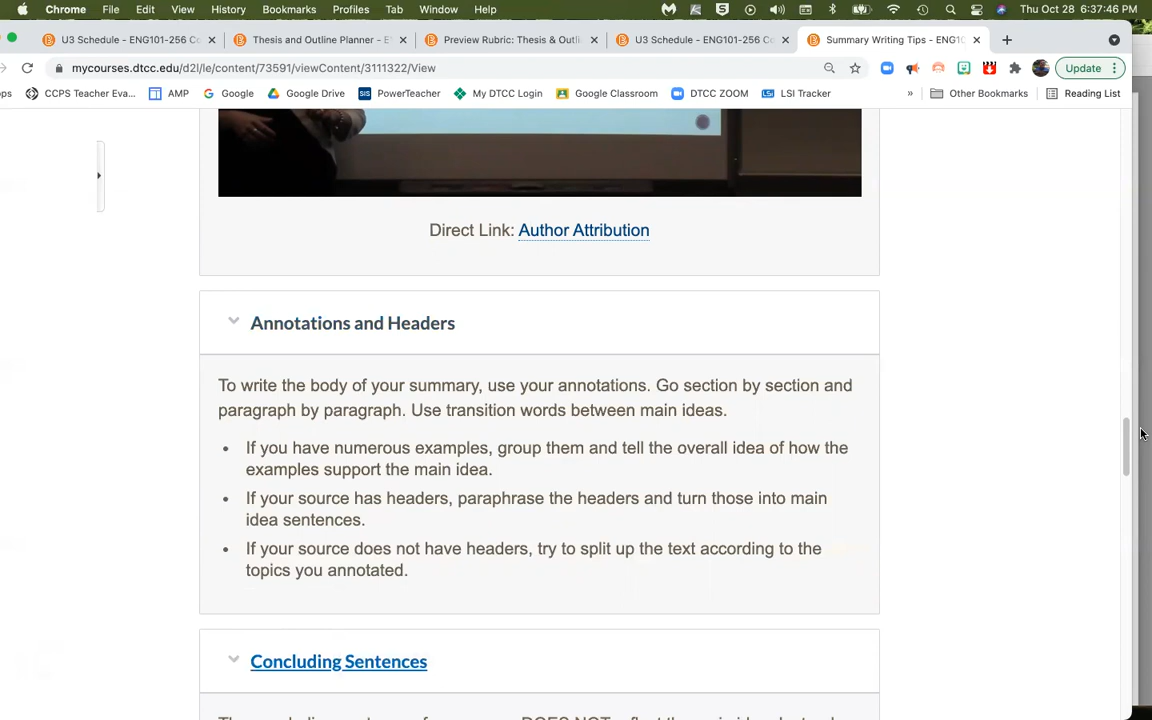 Chrome File Edit View History Bookmarks Profiles Tab Window Help Thu Oct 28 6:37:46 PM
U3 Schedule - ENG101-256 Co Thesis and Outline Planner - E Preview Rubric: Thesis & Outli U3 Schedule - ENG101-256 Co Summary Writing Tips - ENG1
mycourses.dtcc.edu/d2l/le/content/73591/viewContent/3111322/View Update
ps CCPS Teacher Eva... AMP Google Google Drive SIS PowerTeacher My DTCC Login Google Classroom DTCC ZOOM LSI LSI Tracker » Other Bookmarks Reading List
Direct Link: Author Attribution
Annotations and Headers
To write the body of your summary, use your annotations. Go section by section and
paragraph by paragraph. Use transition words between main ideas.
• If you have numerous examples, group them and tell the overall idea of how the
examples support the main idea.
• If your source has headers, paraphrase the headers and turn those into main
idea sentences.
• If your source does not have headers, try to split up the text according to the
topics you annotated.
Concluding Sentences